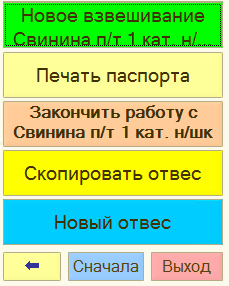 Новое взвешивание
Свинина п/т 1 кат. н/...
Печать паспорта
Закончить работу с
Свинина п/т 1 кат. н/шк
Скопировать отвес
Новый отвес
Сначала
Выход